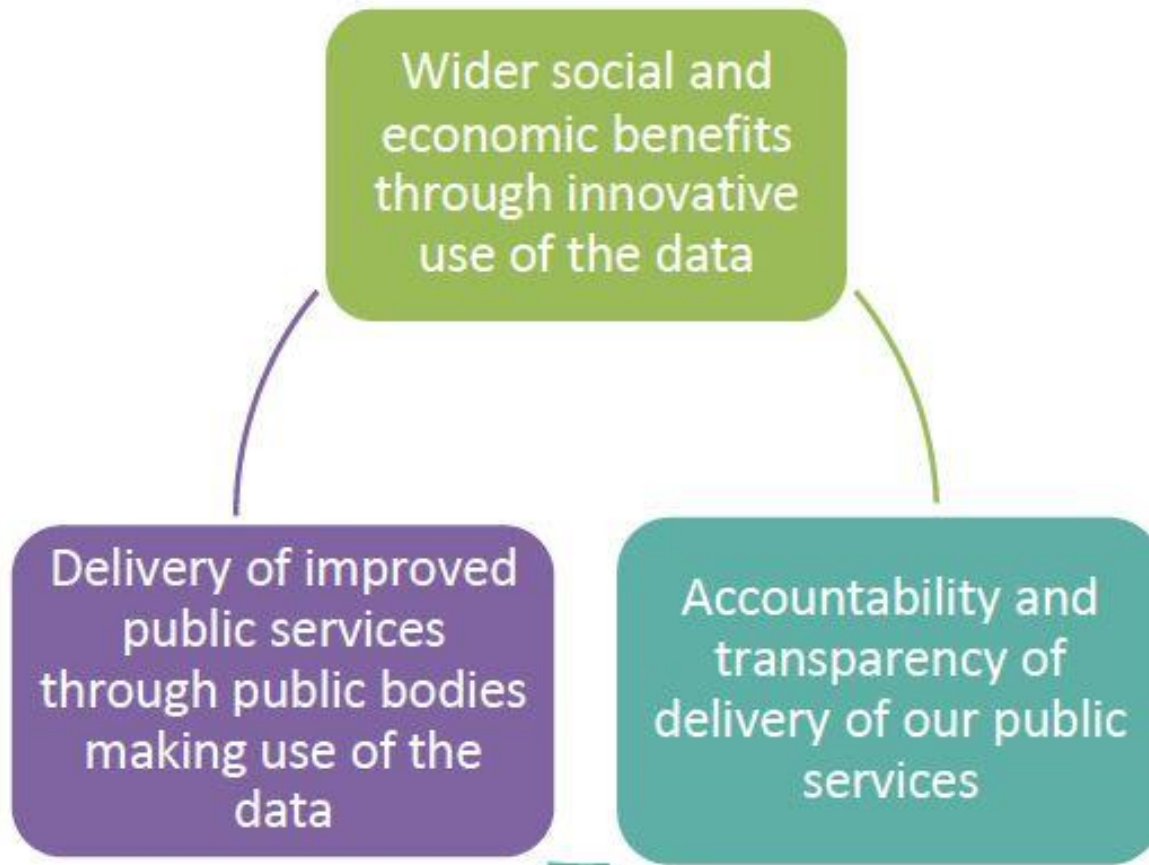 Wider social and
economic benefits
through innovative
use of the data
Delivery of improved
public services
through public bodies
making use of the
data
Accountability and
transparency of
delivery of our public
services